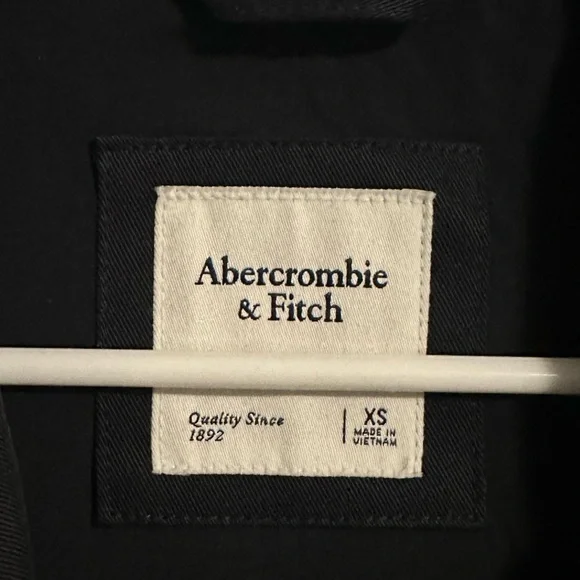 Abercrombie
& Fitch
Quality Since
1892
XS
MADE IN
VIETNAM